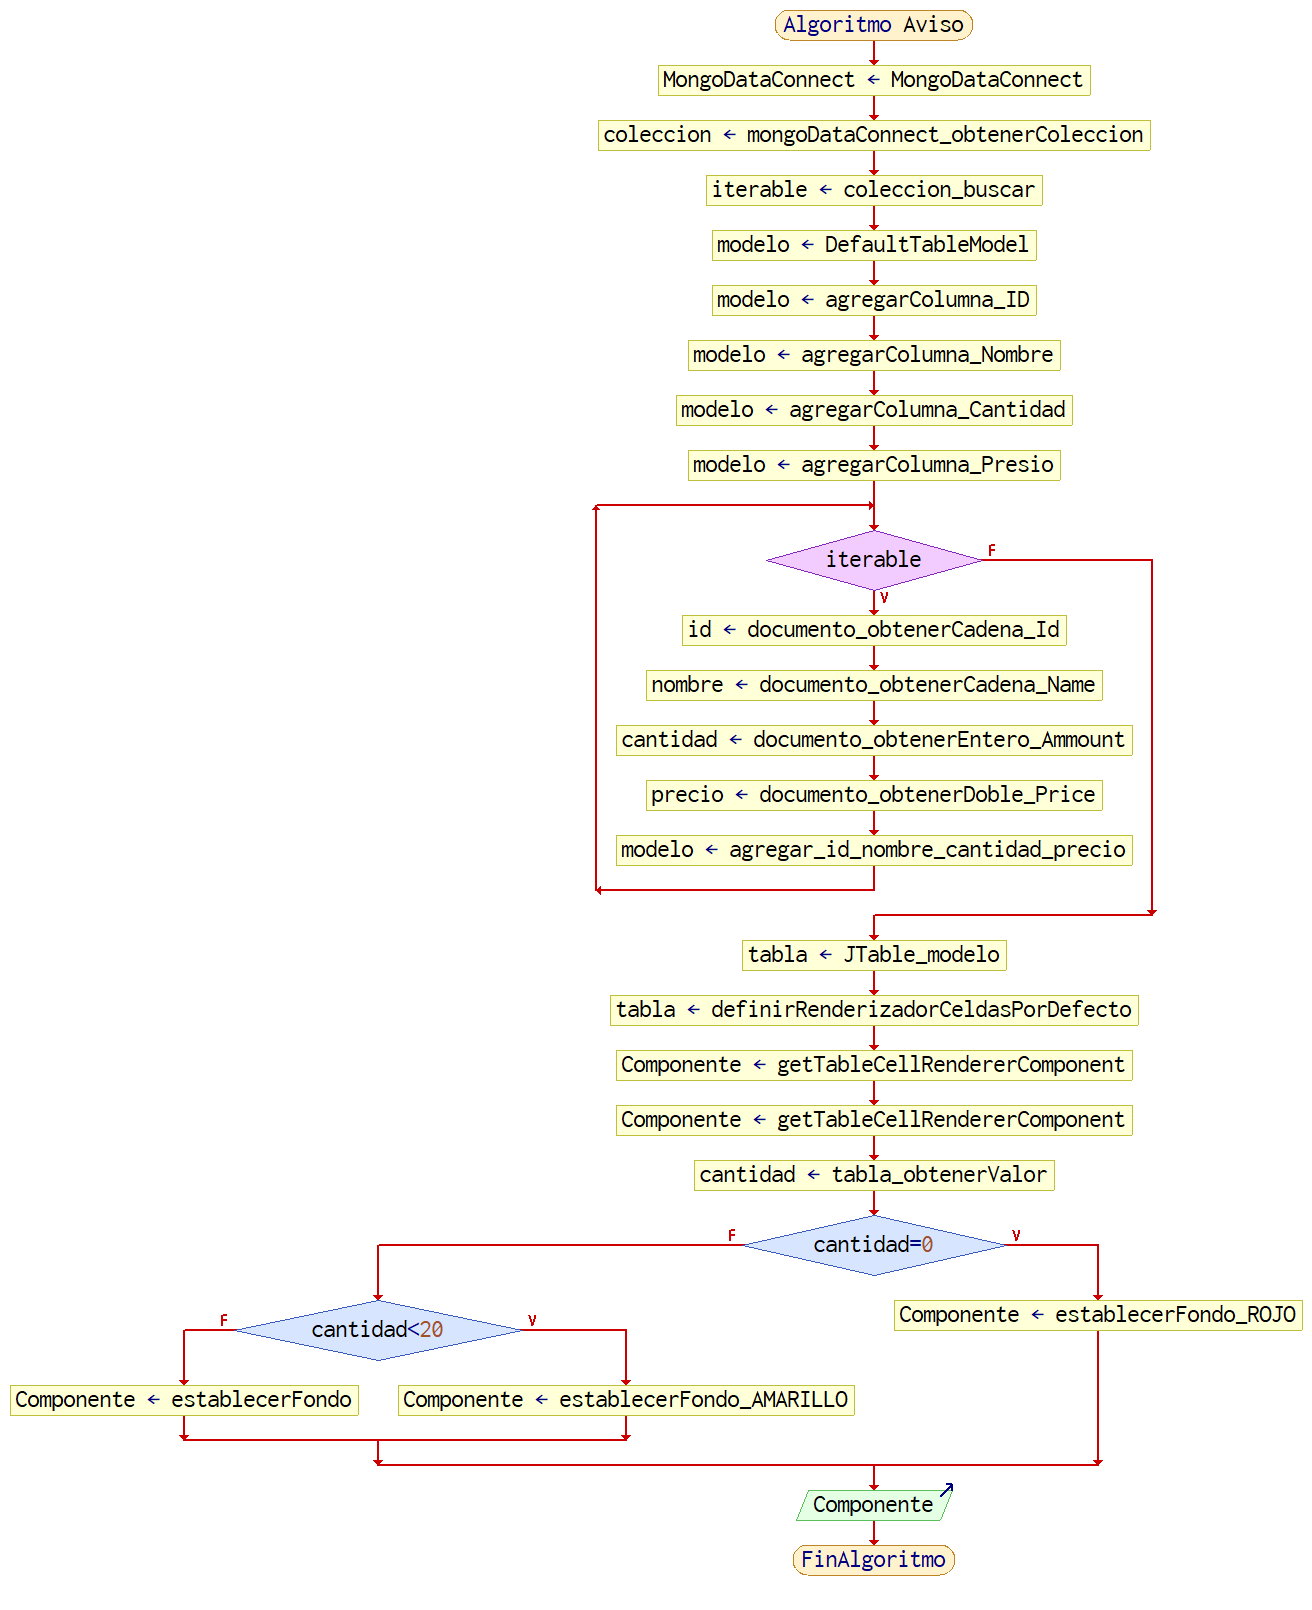 Algoritmo Aviso
MongoDataConnect ← MongoDataConnect
coleccion ← mongoDataConnect_obtenerColeccion
iterable ← coleccion_buscar
modelo ← DefaultTableModel
modelo ← agregarColumna_ID
modelo ← agregarColumna_Nombre
modelo ← agregarColumna_Cantidad
modelo ← agregarColumna_Presio
iterable
F
V
id ← documento_obtenerCadena_Id
nombre ← documento_obtenerCadena_Name
cantidad ← documento_obtenerEntero_Ammount
precio ← documento_obtenerDoble_Price
modelo ← agregar_id_nombre_cantidad_precio
tabla ← JTable_modelo
tabla ← definirRenderizadorCeldasPorDefecto
Componente ← getTableCellRendererComponent
Componente ← getTableCellRendererComponent
cantidad ← tabla_obtenerValor
F
cantidad=0
V
F
cantidad<20
V
Componente ← establecerFondo_ROJO
Componente ← establecerFondo
Componente ← establecerFondo_AMARILLO
Componente
FinAlgoritmo